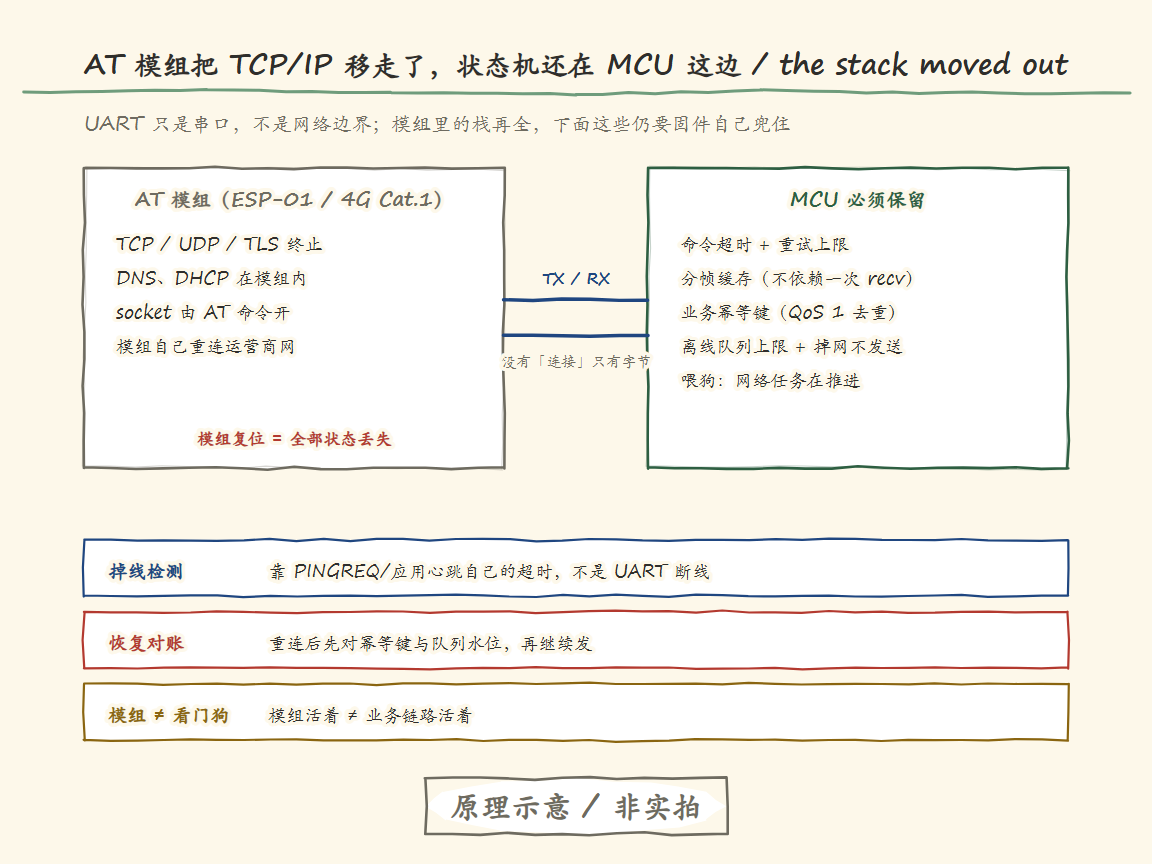 AT 模组把 TCP/IP 移走了，状态机还在 MCU 这边 / the stack moved out
UART 只是串口，不是网络边界；模组里的栈再全，下面这些仍要固件自己兜住
AT 模组（ESP-01 / 4G Cat.1）
TCP / UDP / TLS 终止
DNS、DHCP 在模组内
socket 由 AT 命令开
模组自己重连运营商网
模组复位 = 全部状态丢失
TX / RX
没有「连接」只有字节
MCU 必须保留
命令超时 + 重试上限
分帧缓存（不依赖一次 recv）
业务幂等键（QoS 1 去重）
离线队列上限 + 掉网不发送
喂狗：网络任务在推进
掉线检测 靠 PINGREQ/应用心跳自己的超时，不是 UART 断线
恢复对账 重连后先对幂等键与队列水位，再继续发
模组 ≠ 看门狗 模组活着 ≠ 业务链路活着
原理示意 / 非实拍